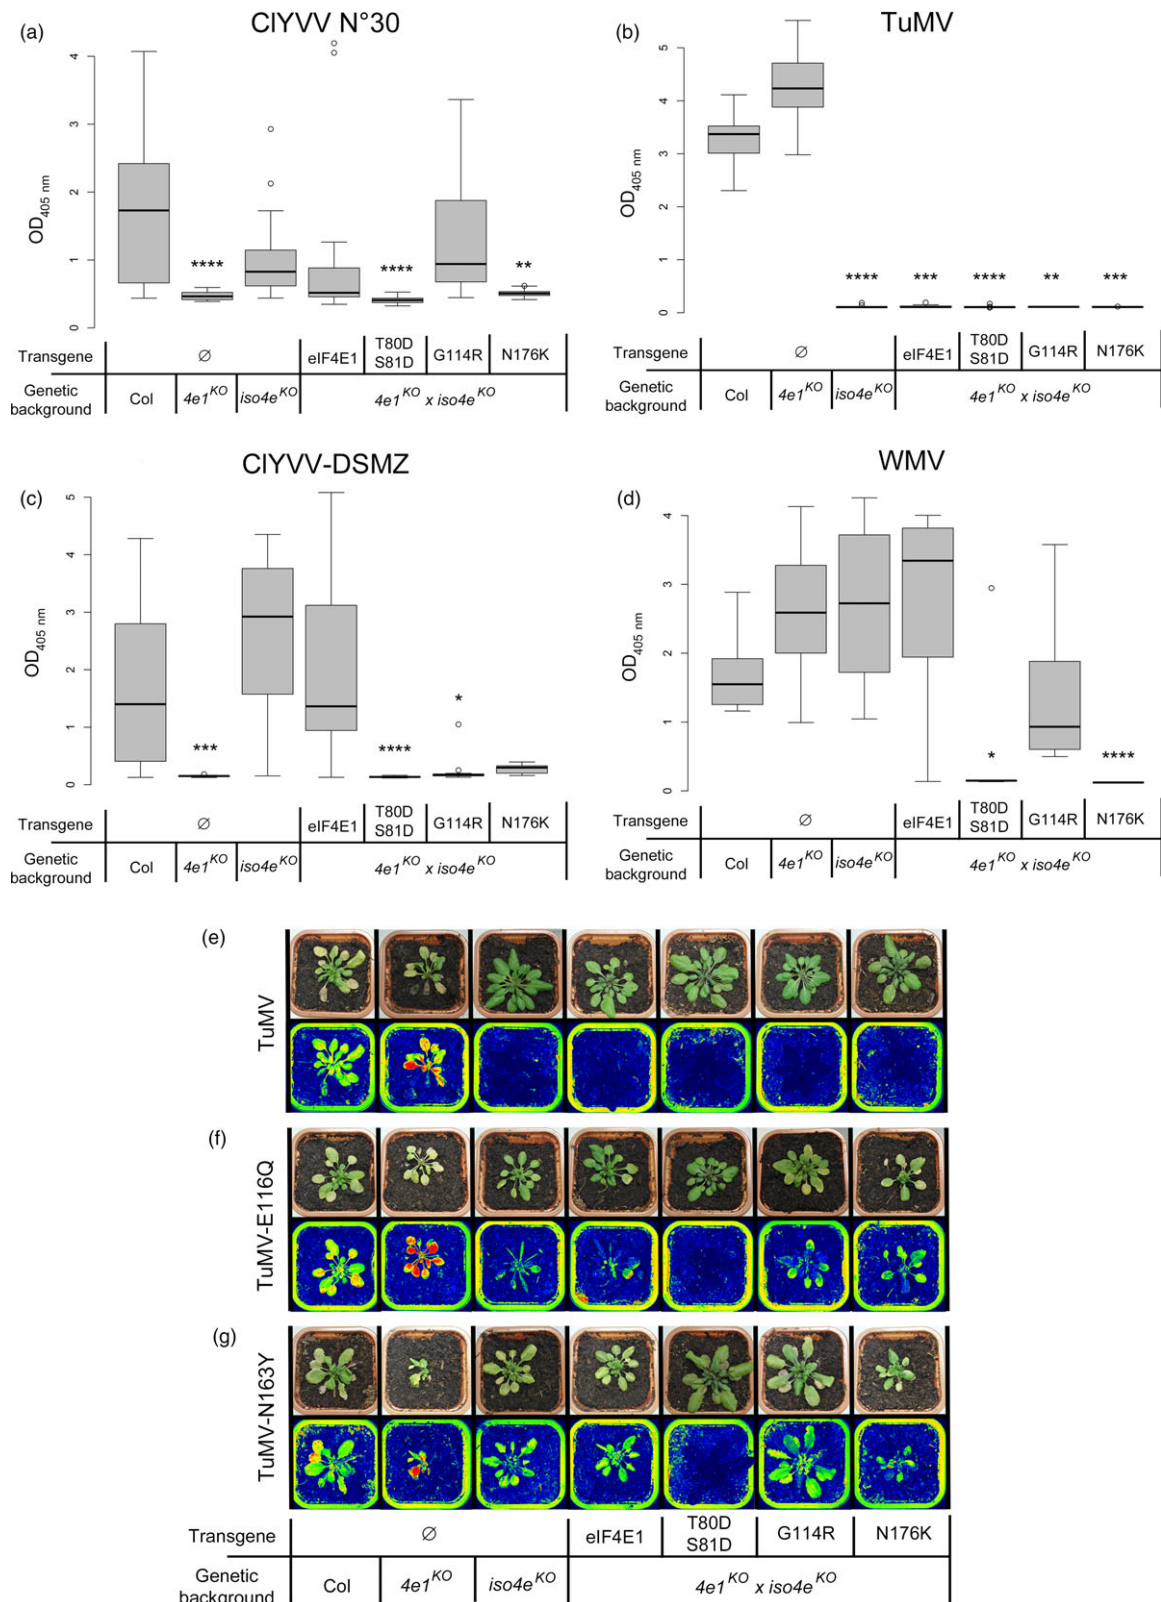 (a)
ClYVV N°30
OD405 nm
4
3
2
1
0
****
****
**
Transgene
∅
eIF4E1
T80D
S81D
G114R
N176K
Genetic
background
Col
4e1KO
iso4eKO
4e1KO x iso4eKO
(b)
TuMV
OD405 nm
5
4
3
2
1
0
****
***
****
**
***
Transgene
∅
eIF4E1
T80D
S81D
G114R
N176K
Genetic
background
Col
4e1KO
iso4eKO
4e1KO x iso4eKO
(c)
ClYVV-DSMZ
OD405 nm
5
4
3
2
1
0
***
****
*
Transgene
∅
eIF4E1
T80D
S81D
G114R
N176K
Genetic
background
Col
4e1KO
iso4eKO
4e1KO x iso4eKO
(d)
WMV
OD405 nm
4
3
2
1
0
*
****
Transgene
∅
eIF4E1
T80D
S81D
G114R
N176K
Genetic
background
Col
4e1KO
iso4eKO
4e1KO x iso4eKO
(e)
TuMV
(f)
TuMV-E116Q
(g)
TuMV-N163Y
Transgene
∅
eIF4E1
T80D
S81D
G114R
N176K
Genetic
background
Col
4e1KO
iso4eKO
4e1KO x iso4eKO